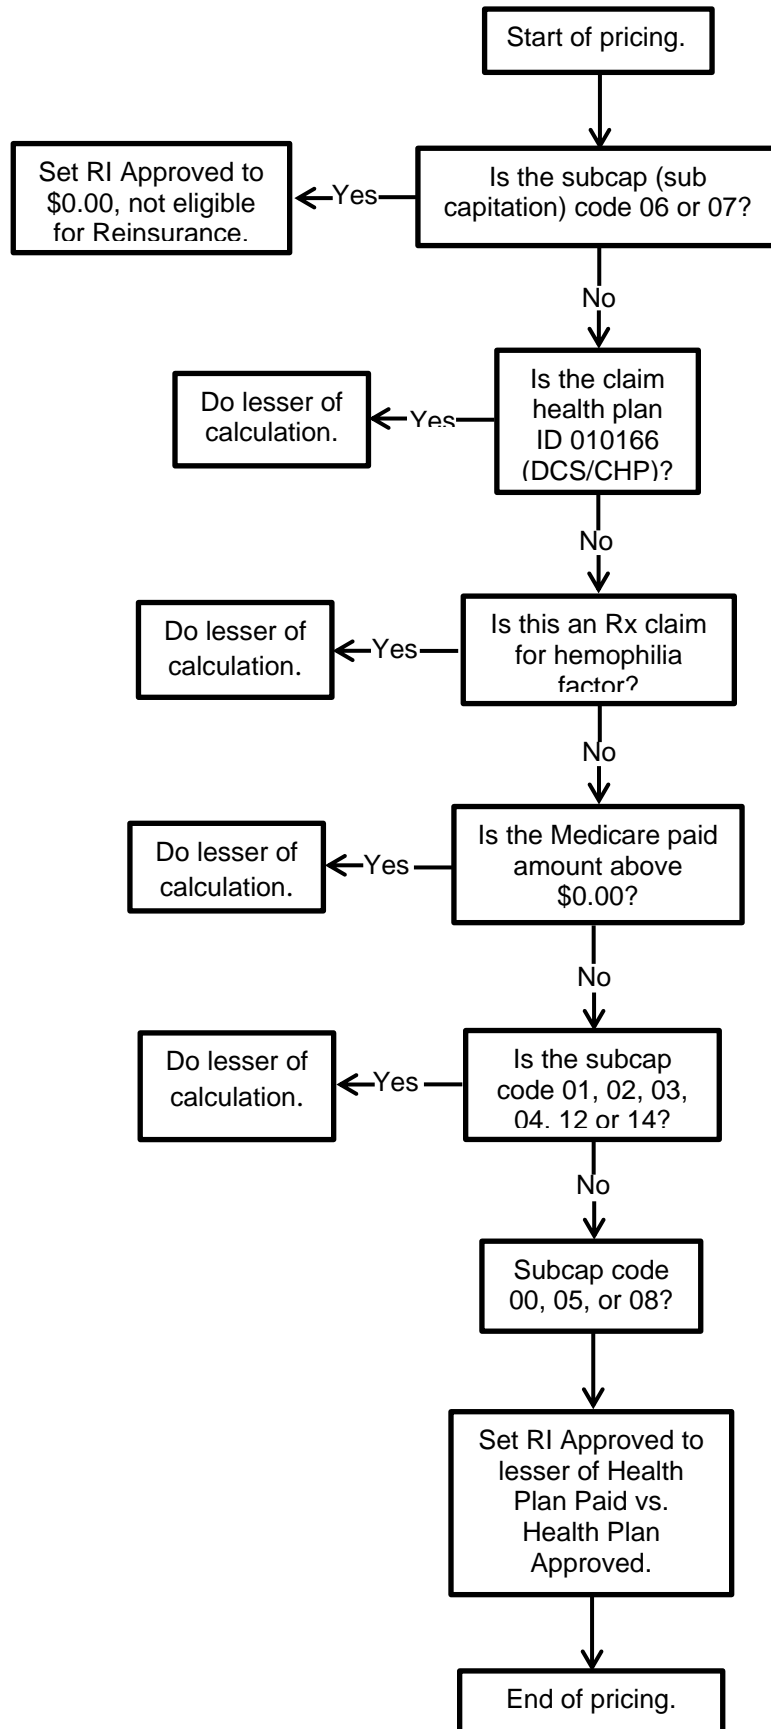 Start of pricing.
Set RI Approved to
$0.00, not eligible
for Reinsurance.
Yes
Is the subcap (sub
capitation) code 06 or 07?
No
Do lesser of
calculation.
Yes
Is the claim
health plan
ID 010166
(DCS/CHP)?
No
Do lesser of
calculation.
Yes
Is this an Rx claim
for hemophilia
factor?
No
Do lesser of
calculation.
Yes
Is the Medicare paid
amount above
$0.00?
No
Do lesser of
calculation.
Yes
Is the subcap
code 01, 02, 03,
04, 12 or 14?
No
Subcap code
00, 05, or 08?
Set RI Approved to
lesser of Health
Plan Paid vs.
Health Plan
Approved.
End of pricing.